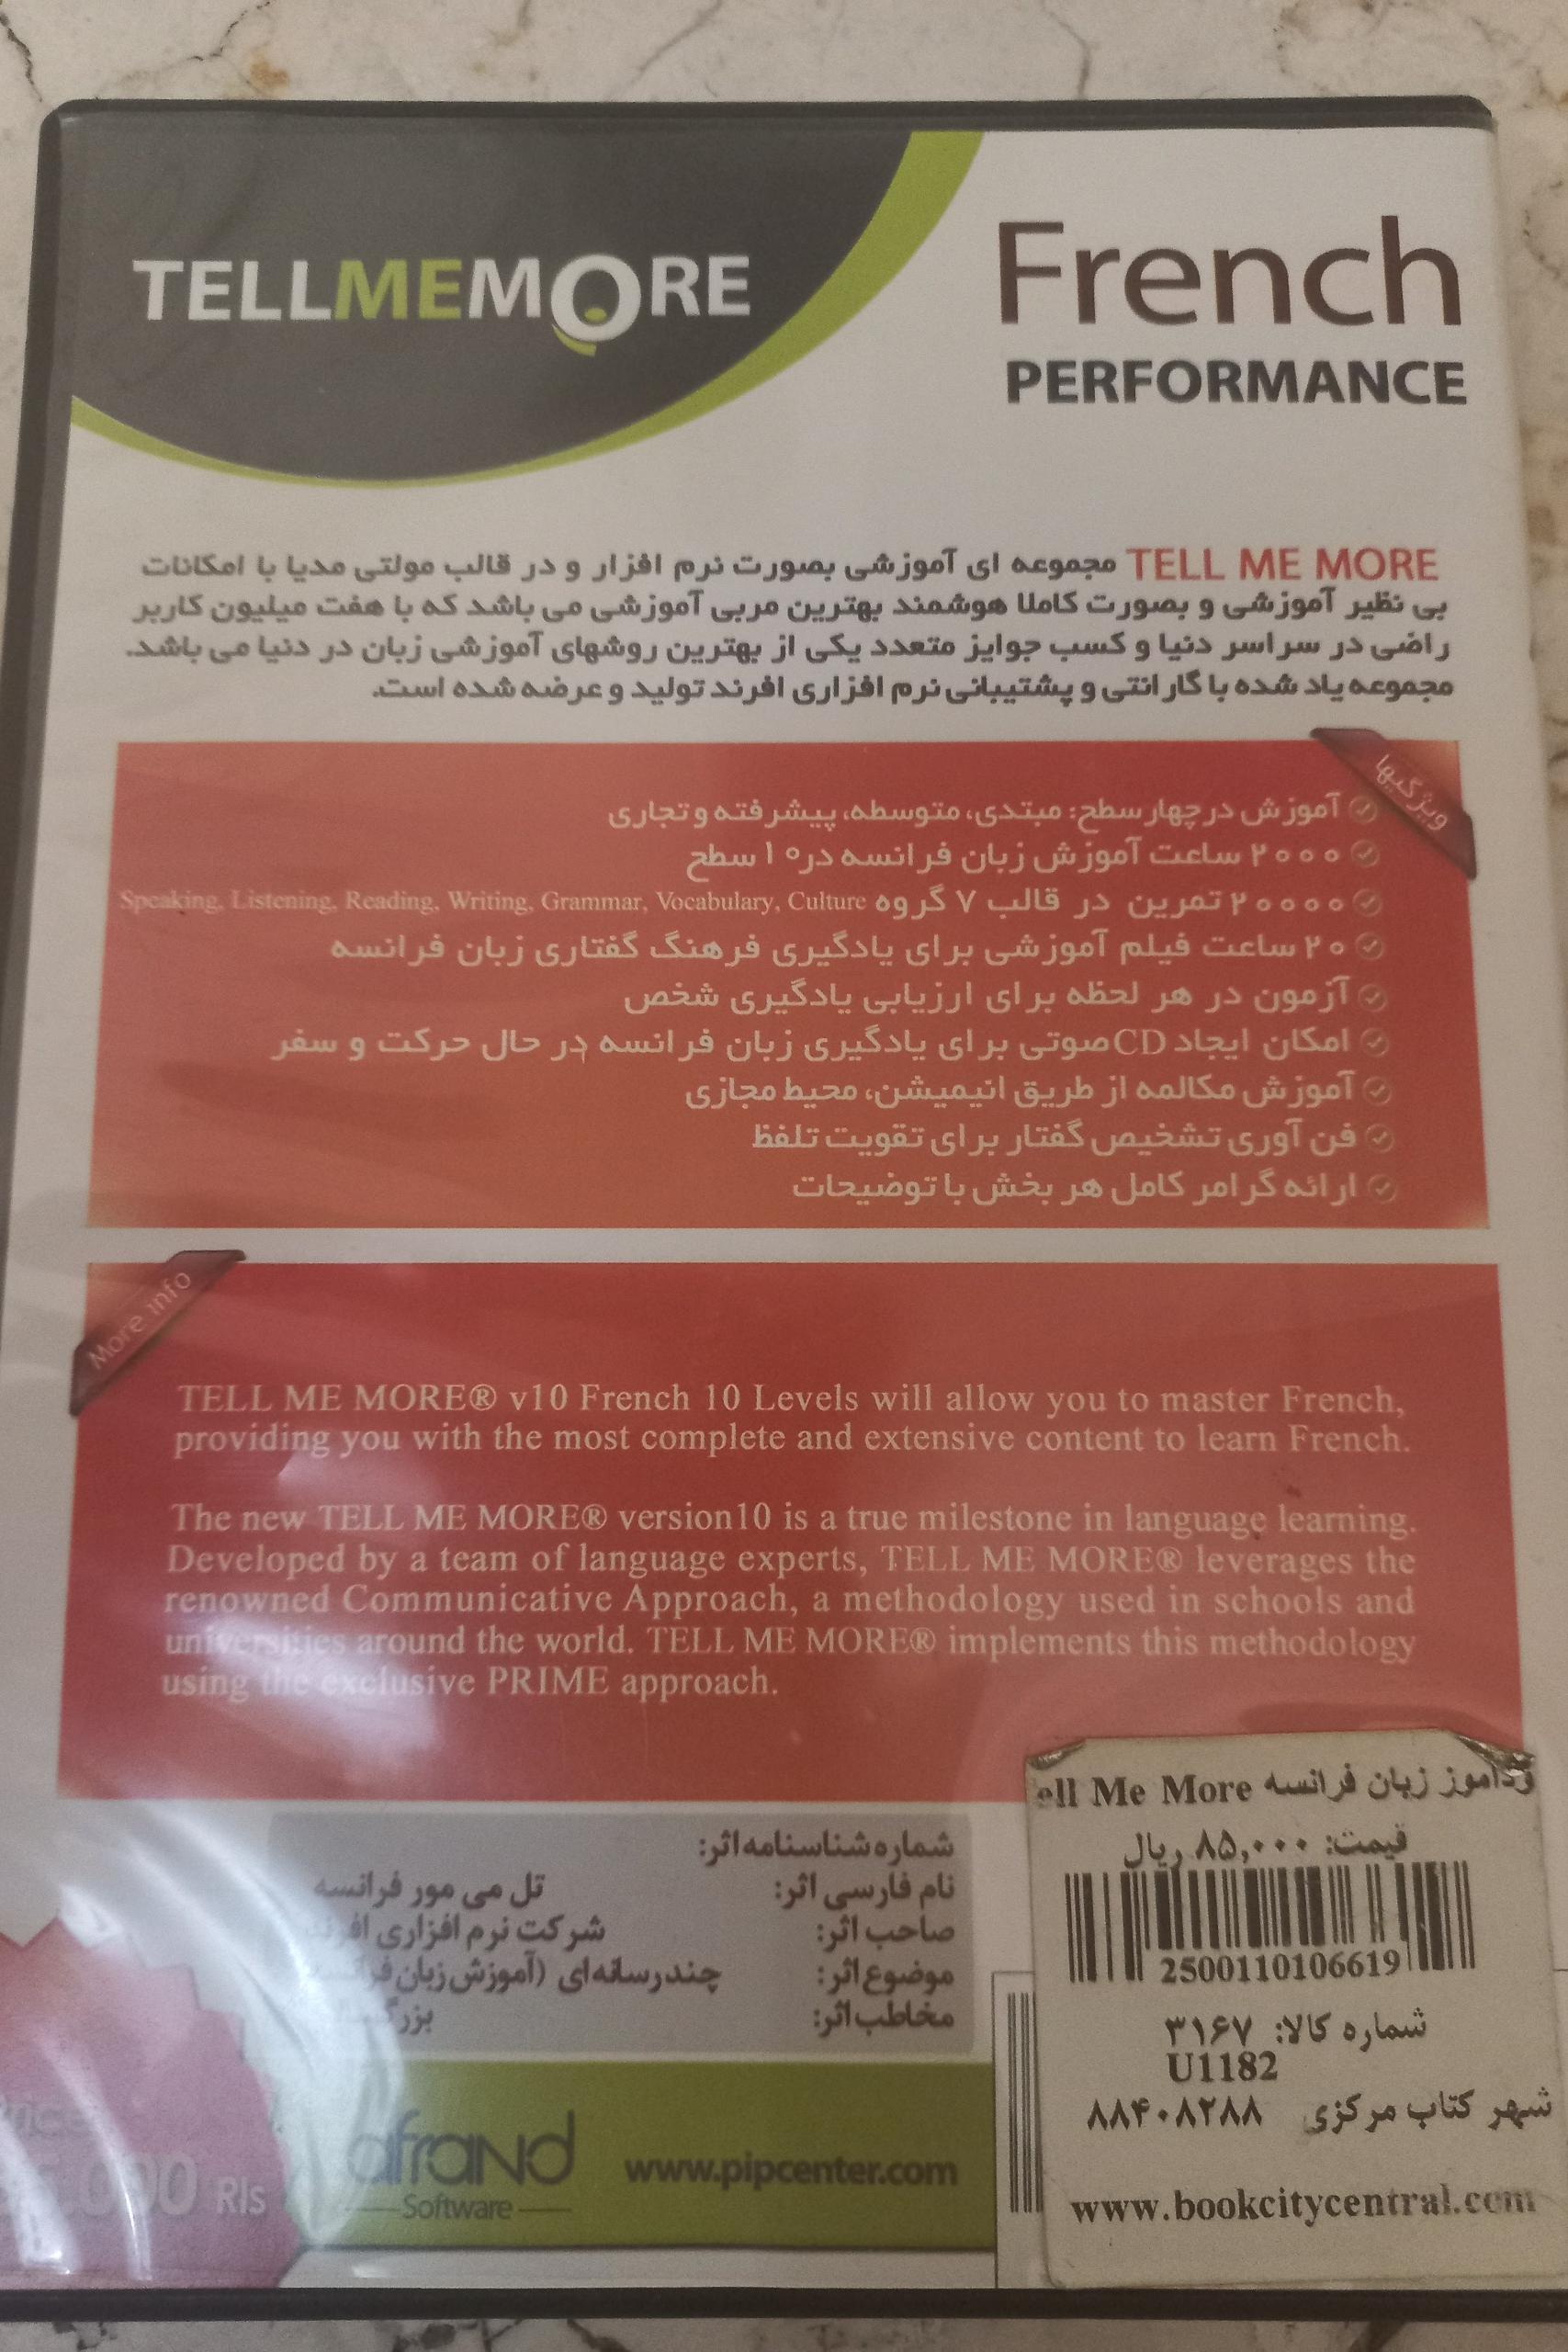 TELLMEMORE
French
PERFORMANCE
TELL ME MORE مجموعه ای آموزشی بصورت نرم افزار و در قالب مولتی مدیا با امکانات
بی نظیر آموزشی و بصورت کاملا هوشمند بهترین مربی آموزشی می باشد که با هفت میلیون کاربر
راضی در سراسر دنیا و کسب جوایز متعدد یکی از بهترین روشهای آموزشی زبان در دنیا می باشد.
مجموعه یاد شده با گارانتی و پشتیبانی نرم افزاری افرند تولید و عرضه شده است.
ویژگیها
آموزش در چهار سطح: مبتدی، متوسطه، پیشرفته و تجاری
۲۰۰۰ ساعت آموزش زبان فرانسه در ۱۰ سطح
۲۰۰۰۰ تمرین در قالب ۷ گروه Speaking, Listening, Reading, Writing, Grammar, Vocabulary, Culture
۲۰ ساعت فیلم آموزشی برای یادگیری فرهنگ گفتاری زبان فرانسه
آزمون در هر لحظه برای ارزیابی یادگیری شخص
امکان ایجاد CD صوتی برای یادگیری زبان فرانسه در حال حرکت و سفر
آموزش مکالمه از طریق انیمیشن، محیط مجازی
فن آوری تشخیص گفتار برای تقویت تلفظ
ارائه گرامر کامل هر بخش با توضیحات
More info
TELL ME MORE® v10 French 10 Levels will allow you to master French,
providing you with the most complete and extensive content to learn French.
The new TELL ME MORE® version10 is a true milestone in language learning.
Developed by a team of language experts, TELL ME MORE® leverages the
renowned Communicative Approach, a methodology used in schools and
universities around the world. TELL ME MORE® implements this methodology
using the exclusive PRIME approach.
شماره شناسنامه اثر:
نام فارسی اثر: تل می مور فرانسه
صاحب اثر: شرکت نرم افزاری افرند
موضوع اثر: چند رسانه‌ای (آموزش زبان
مخاطب اثر:
Rls
afrand
Software
www.pipcenter.com
زبان فرانسه ell Me More
قیمت: ۸۵,۰۰۰ ریال
2500110106619
شماره کالا: ۳۱۶۷
U1182
شهر کتاب مرکزی ۸۸۴۰۸۲۸۸
www.bookcitycentral.com